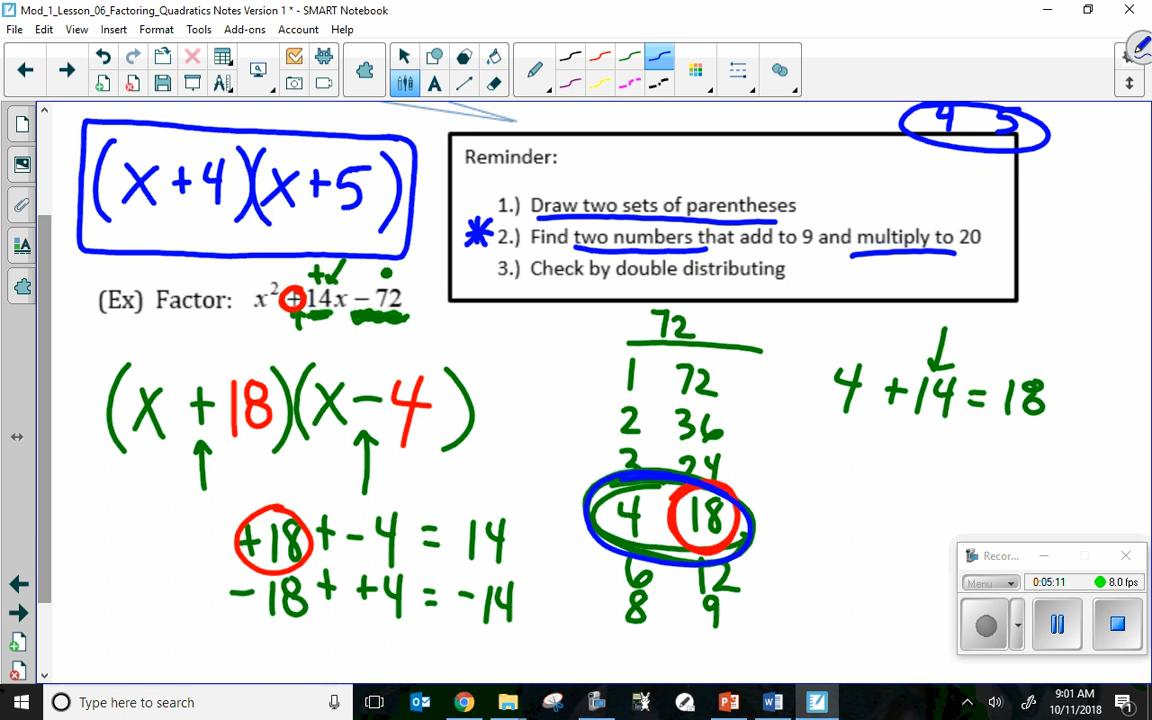 Mod_1_Lesson_06_Factoring_Quadratics Notes Version 1 * - SMART Notebook
File Edit View Insert Format Tools Add-ons Account Help
4 5
(x+4)(x+5)
Reminder:
1.) Draw two sets of parentheses
* 2.) Find two numbers that add to 9 and multiply to 20
3.) Check by double distributing
+ •
(Ex) Factor: x² + 14x − 72
72
1 72
2 36
3 24
4 18
6 12
8 9
4 + 14 = 18
(x + 18)(x − 4)
+18 + −4 = 14
−18 + +4 = −14
Recor...
Menu 0:05:11 8.0 fps
Type here to search
9:01 AM
10/11/2018
1